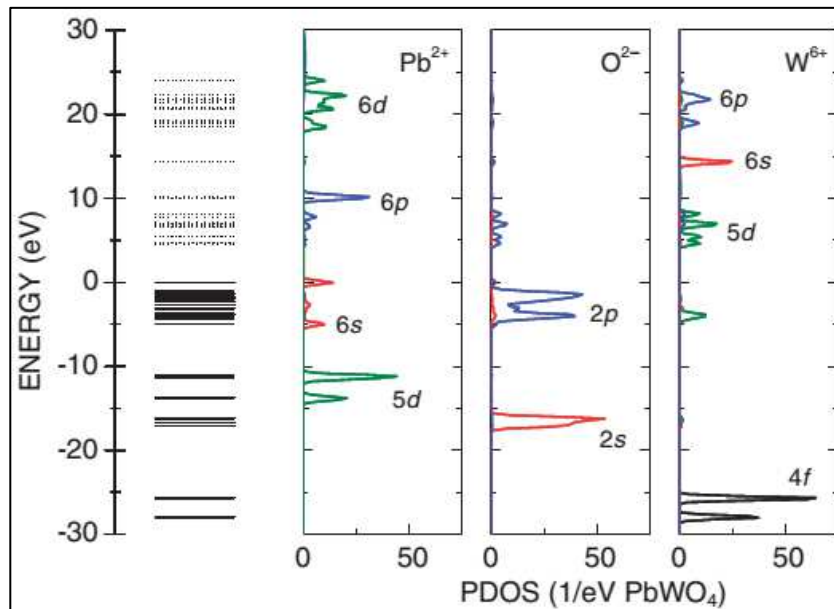 ENERGY (eV)
30
20
10
0
-10
-20
-30
Pb²⁺
6d
6p
6s
5d
0
50
O²⁻
2p
2s
0
50
W⁶⁺
6p
6s
5d
4f
0
50
PDOS (1/eV PbWO₄)